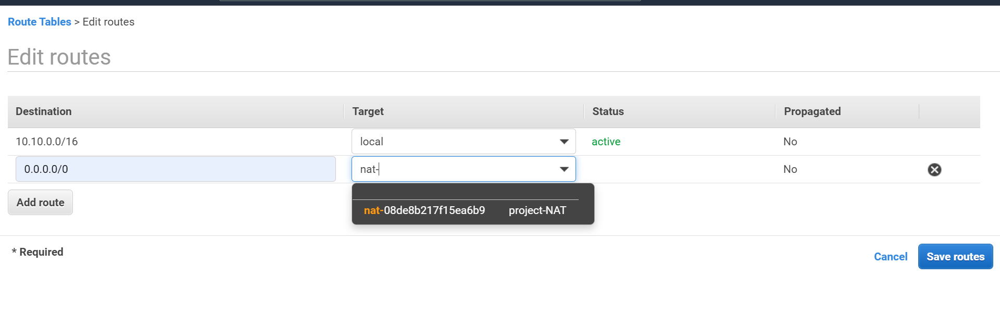 Route Tables > Edit routes
Edit routes
Destination Target Status Propagated
10.10.0.0/16 local active No
0.0.0.0/0 nat- No
nat-08de8b217f15ea6b9 project-NAT
Add route
* Required
Cancel Save routes